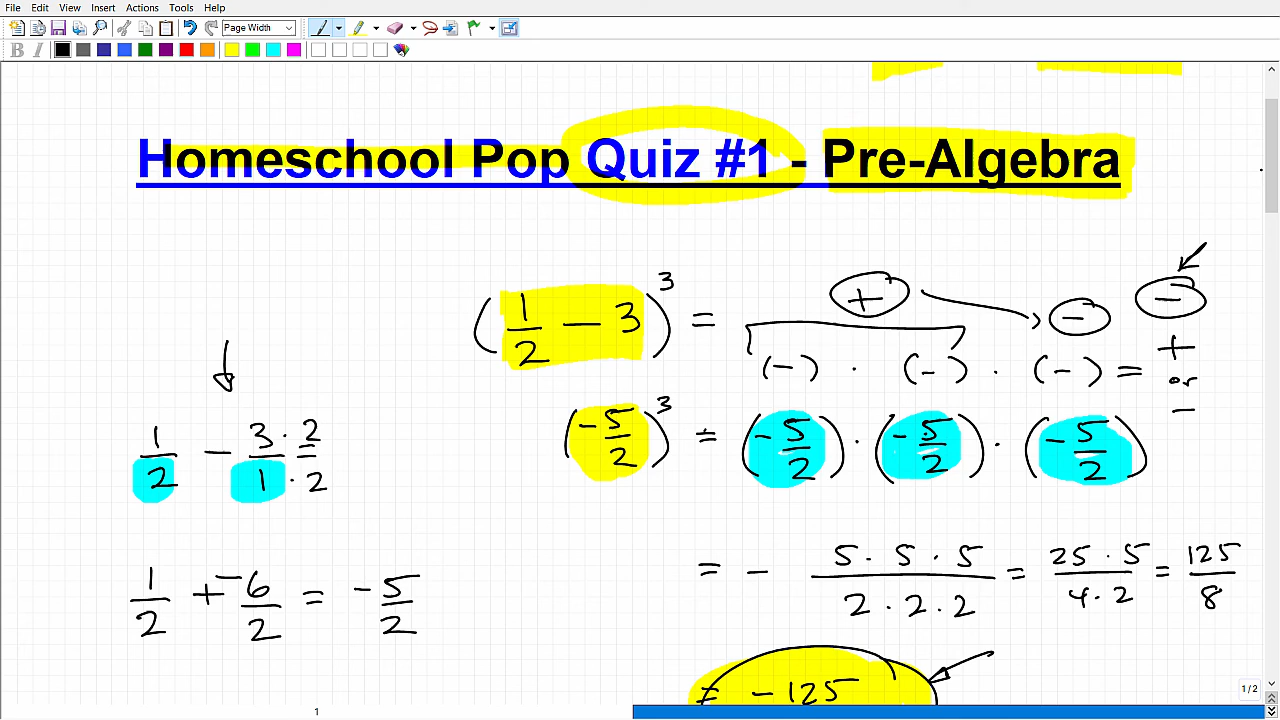 File Edit View Insert Actions Tools Help
Page Width
B I
Homeschool Pop Quiz #1 - Pre-Algebra
(1/2 - 3)^3 =
+ - -
(-) · (-) · (-) = + or -
1/2 - 3·2/1·2 =
(-5/2)^3 = (-5/2) · (-5/2) · (-5/2)
1/2 + -6/2 = -5/2
= - 5·5·5/2·2·2 = 25·5/4·2 = 125/8
= -125
1/2
1